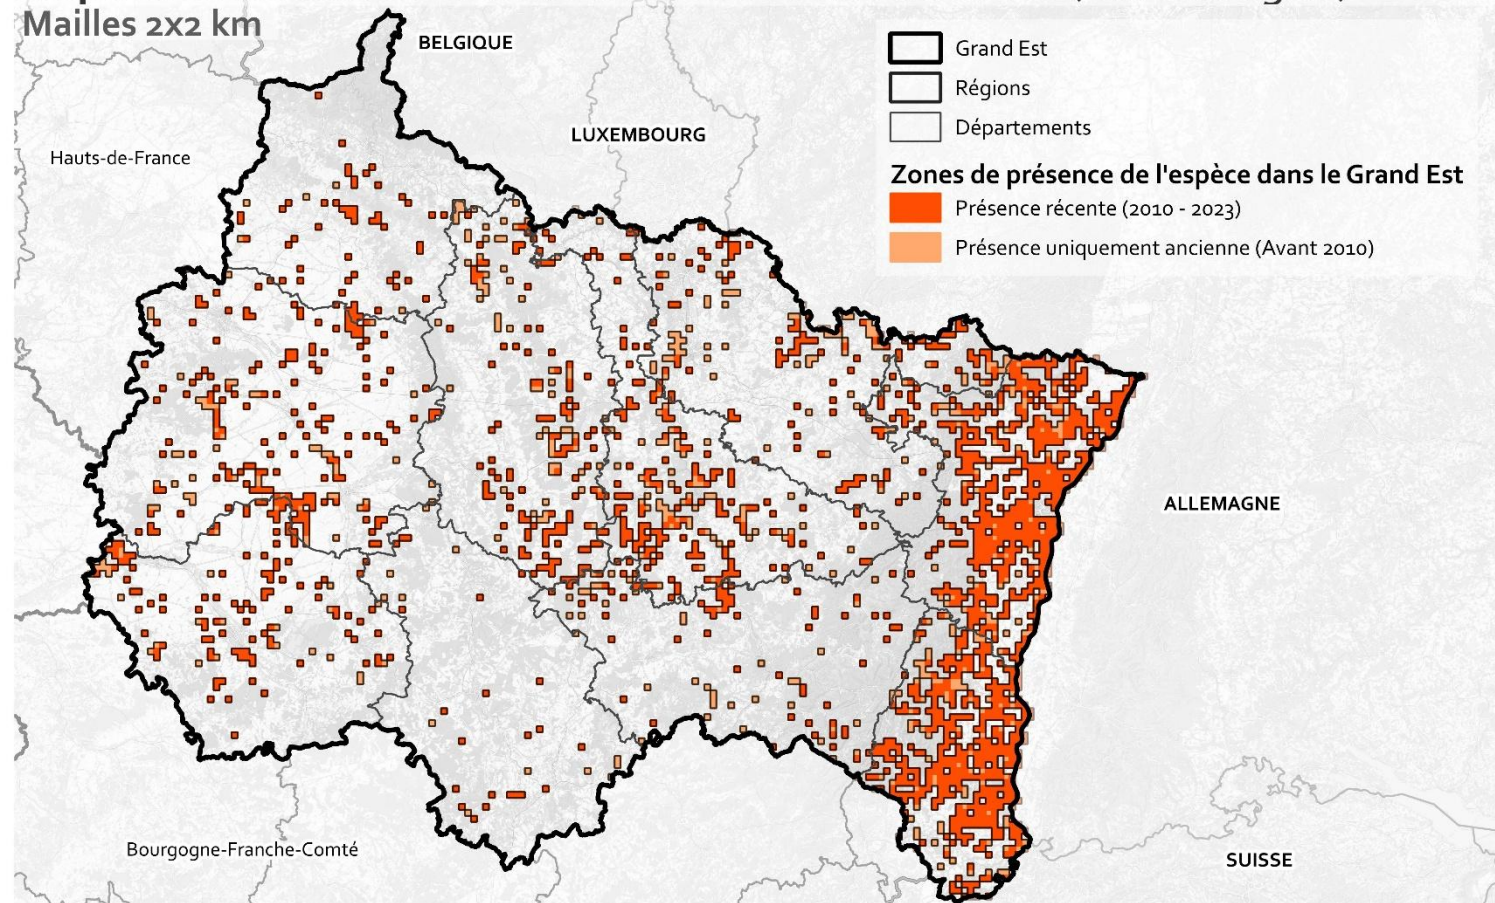 Mailles 2x2 km
BELGIQUE
LUXEMBOURG
Hauts-de-France
Grand Est
Régions
Départements
Zones de présence de l'espèce dans le Grand Est
Présence récente (2010 - 2023)
Présence uniquement ancienne (Avant 2010)
ALLEMAGNE
Bourgogne-Franche-Comté
SUISSE